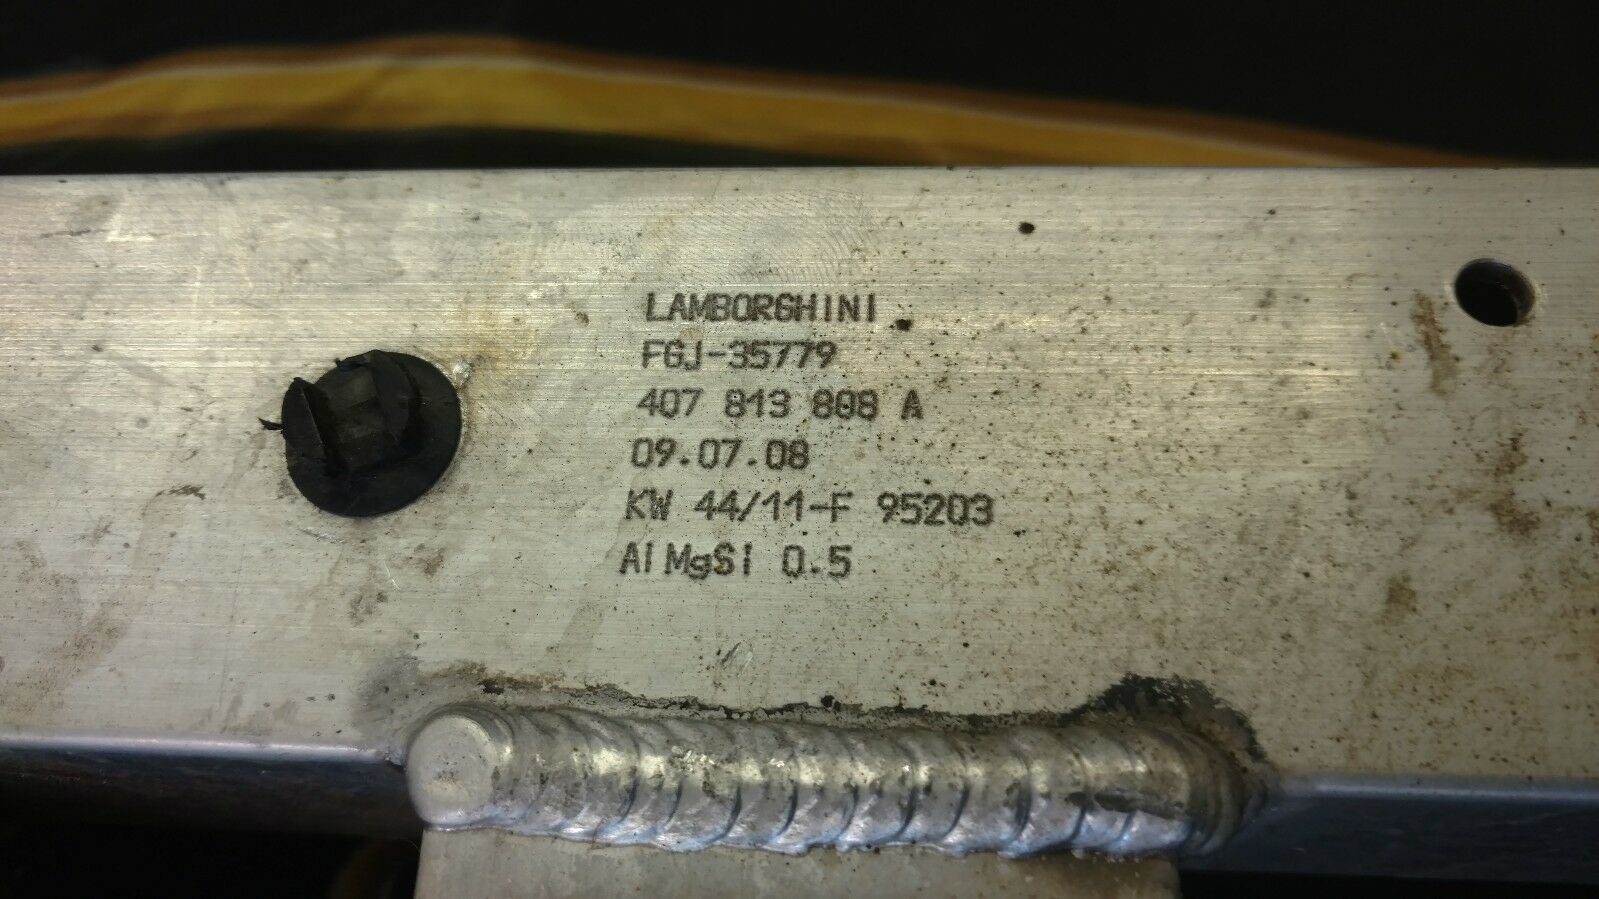 LAMBORGHINI
FGJ-35779
407 813 808 A
09.07.08
KW 44/11-F 95203
AlMgSi 0.5